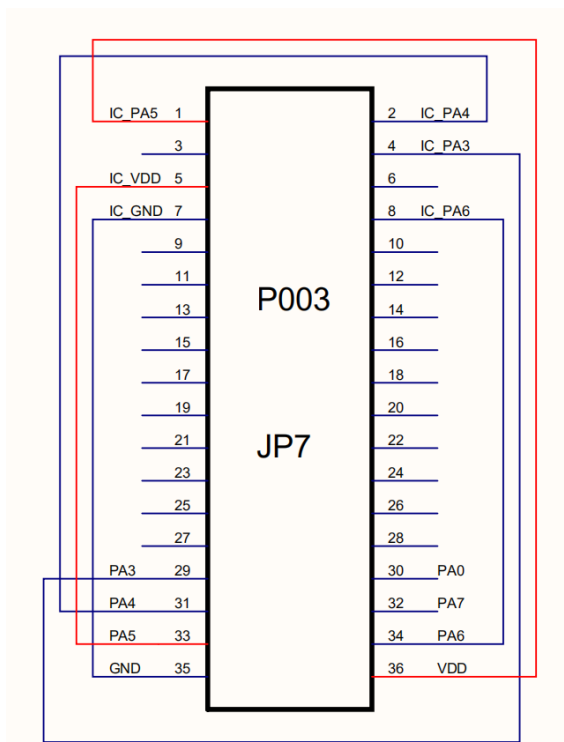 IC_PA5 1 2 IC_PA4
3 4 IC_PA3
IC_VDD 5 6
IC_GND 7 8 IC_PA6
9 10
11 12
P003
13 14
15 16
17 18
19 20
21 22
JP7
23 24
25 26
27 28
PA3 29 30 PA0
PA4 31 32 PA7
PA5 33 34 PA6
GND 35 36 VDD